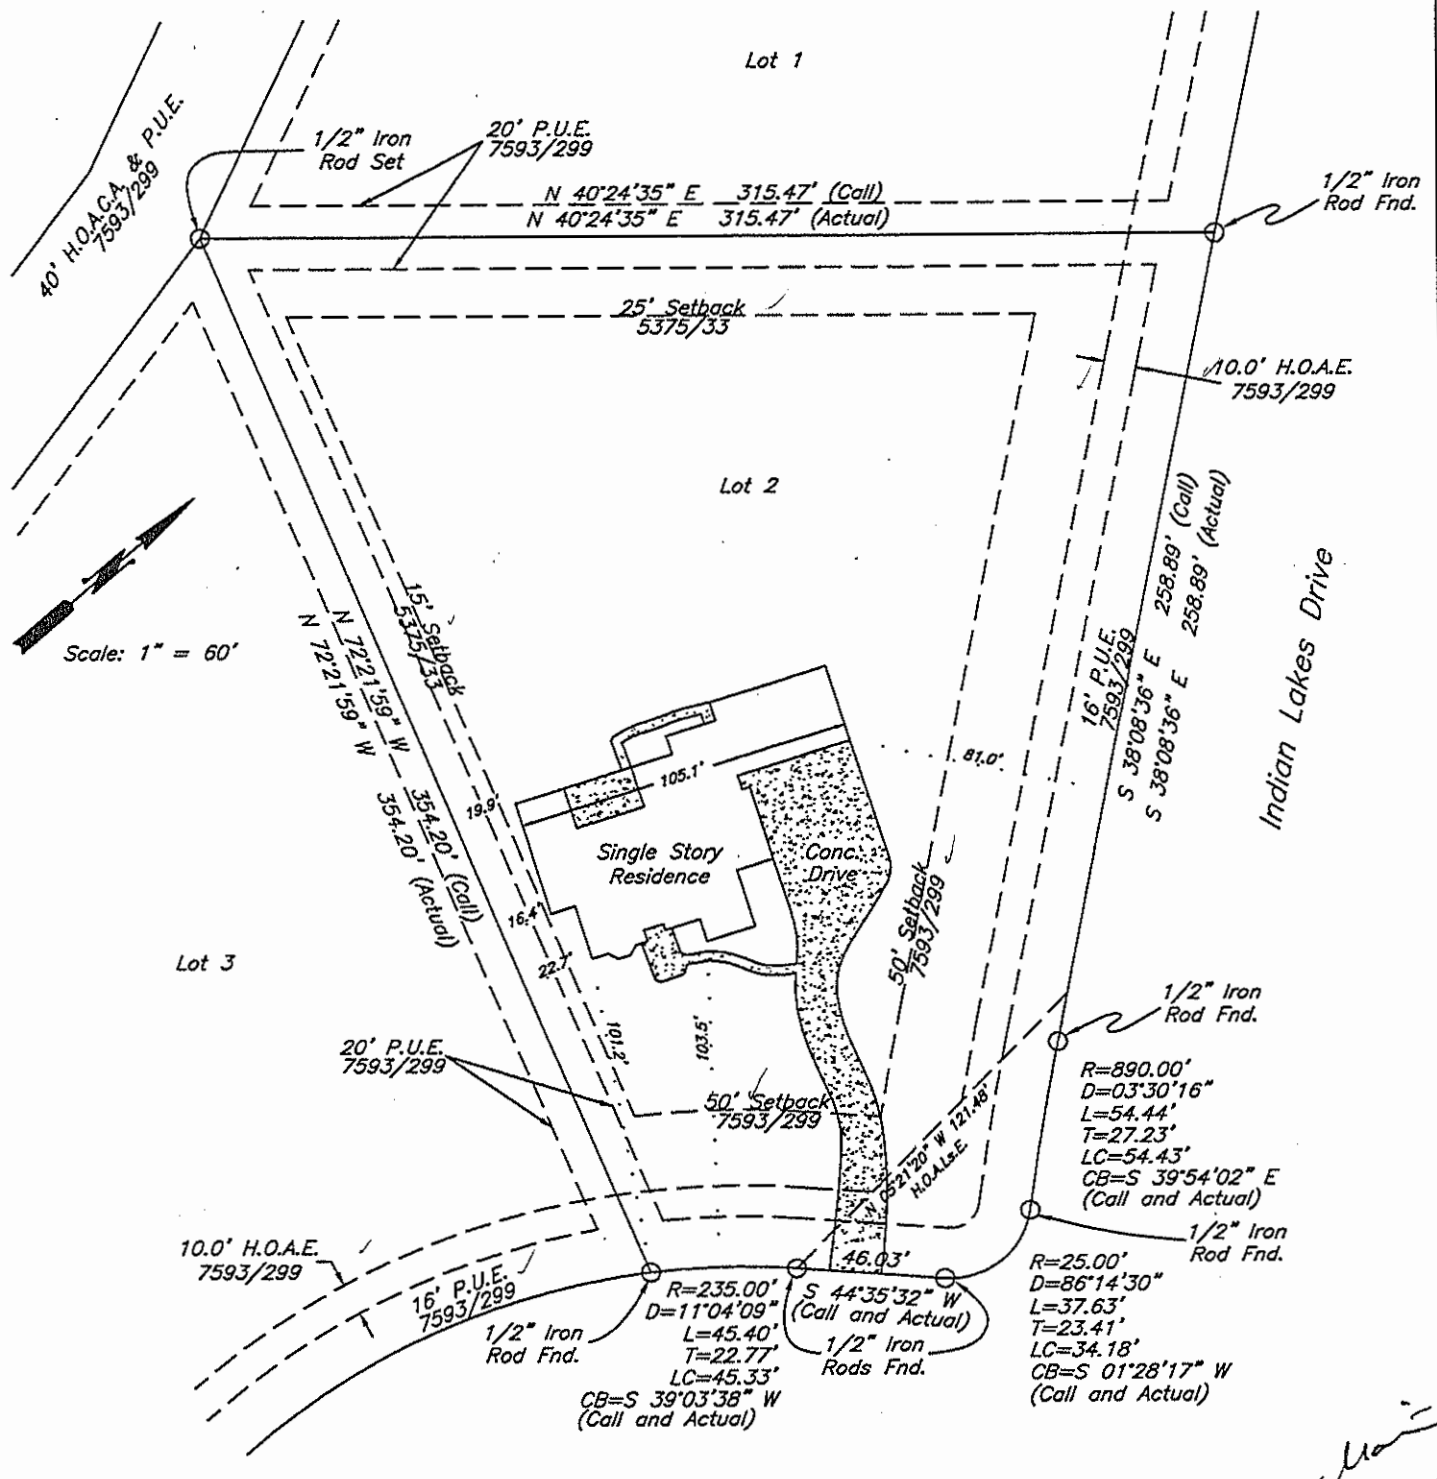 Lot 1
40' H.O.A.C.A. & P.U.E.
7593/299
1/2" Iron
Rod Set
20' P.U.E.
7593/299
N 40°24'35" E 315.47' (Call)
N 40°24'35" E 315.47' (Actual)
1/2" Iron
Rod Fnd.
25' Setback
5375/33
10.0' H.O.A.E.
7593/299
Lot 2
Scale: 1" = 60'
15' Setback
5375/33
N 72°21'59" W 354.20' (Call)
N 72°21'59" W 354.20' (Actual)
16' P.U.E.
7593/299
S 38°08'36" E 258.89' (Call)
S 38°08'36" E 258.89' (Actual)
Indian Lakes Drive
81.0'
105.1'
19.9'
Single Story
Residence
Conc.
Drive
16.4'
22.7'
50' Setback
7593/299
Lot 3
101.2'
103.5'
1/2" Iron
Rod Fnd.
20' P.U.E.
7593/299
50' Setback
7593/299
N 05°21'20" W 121.48'
H.O.A.Ls.E.
R=890.00'
D=03°30'16"
L=54.44'
T=27.23'
LC=54.43'
CB=S 39°54'02" E
(Call and Actual)
1/2" Iron
Rod Fnd.
10.0' H.O.A.E.
7593/299
16' P.U.E.
7593/299
1/2" Iron
Rod Fnd.
R=235.00'
D=11°04'09"
L=45.40'
T=22.77'
LC=45.33'
CB=S 39°03'38" W
(Call and Actual)
46.03'
S 44°35'32" W
(Call and Actual)
1/2" Iron
Rods Fnd.
R=25.00'
D=86°14'30"
L=37.63'
T=23.41'
LC=34.18'
CB=S 01°28'17" W
(Call and Actual)